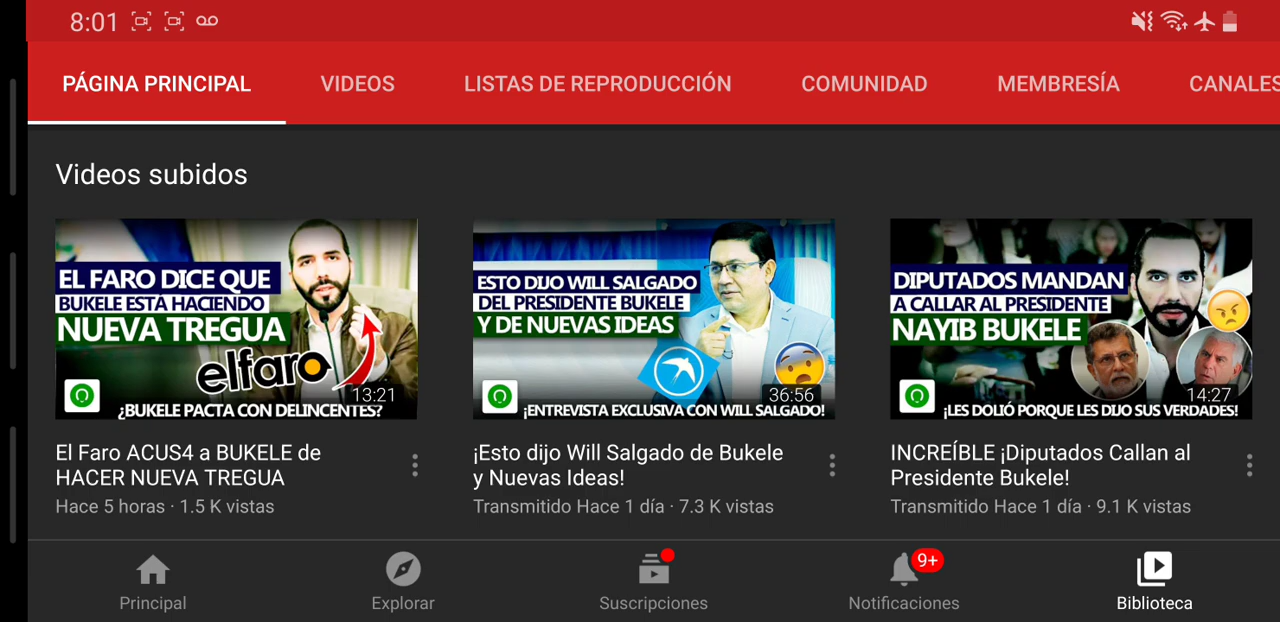 8:01
PÁGINA PRINCIPAL VIDEOS LISTAS DE REPRODUCCIÓN COMUNIDAD MEMBRESÍA CANALES
Videos subidos
EL FARO DICE QUE
BUKELE ESTÁ HACIENDO
NUEVA TREGUA
elfaro
13:21
¿BUKELE PACTA CON DELINCENTES?
ESTO DIJO WILL SALGADO
DEL PRESIDENTE BUKELE
Y DE NUEVAS IDEAS
36:56
¡ENTREVISTA EXCLUSIVA CON WILL SALGADO!
DIPUTADOS MANDAN
A CALLAR AL PRESIDENTE
NAYIB BUKELE
14:27
¡LES DOLIÓ PORQUE LES DIJO SUS VERDADES!
El Faro ACUS4 a BUKELE de
HACER NUEVA TREGUA
Hace 5 horas · 1.5 K vistas
¡Esto dijo Will Salgado de Bukele
y Nuevas Ideas!
Transmitido Hace 1 día · 7.3 K vistas
INCREÍBLE ¡Diputados Callan al
Presidente Bukele!
Transmitido Hace 1 día · 9.1 K vistas
9+
Principal Explorar Suscripciones Notificaciones Biblioteca